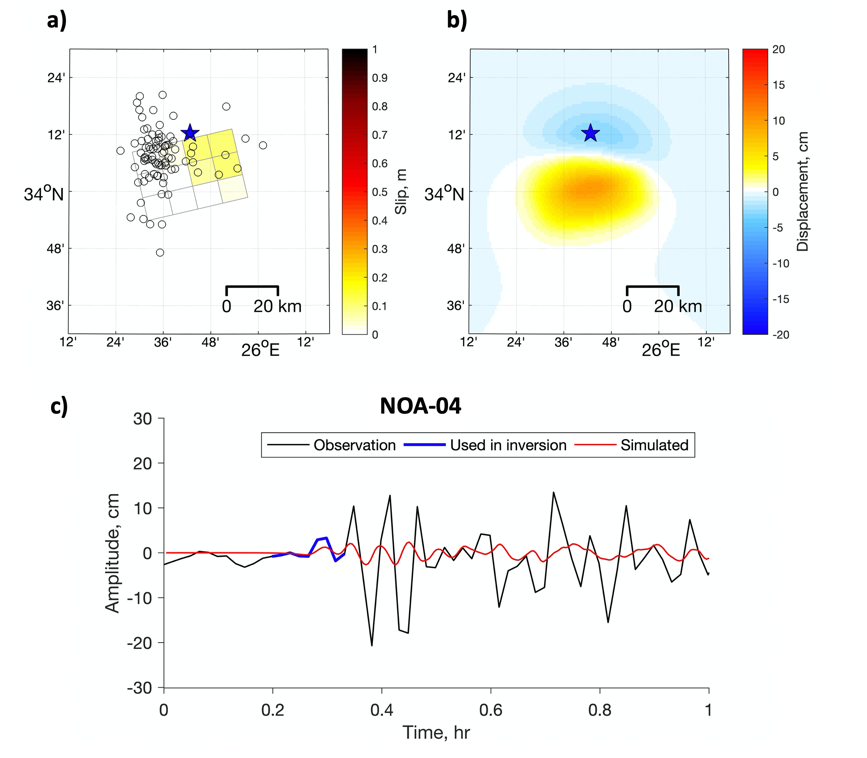 a)
24'
12'
34°N
48'
36'
12'
24'
36'
48'
26°E
12'
0 20 km
1
0.9
0.8
0.7
0.6
0.5
0.4
0.3
0.2
0.1
0
Slip, m
b)
24'
12'
34°N
48'
36'
12'
24'
36'
48'
26°E
12'
0 20 km
20
15
10
5
0
-5
-10
-15
-20
Displacement, cm
c)
NOA-04
Observation Used in inversion Simulated
30
20
10
0
-10
-20
-30
Amplitude, cm
0 0.2 0.4 0.6 0.8 1
Time, hr